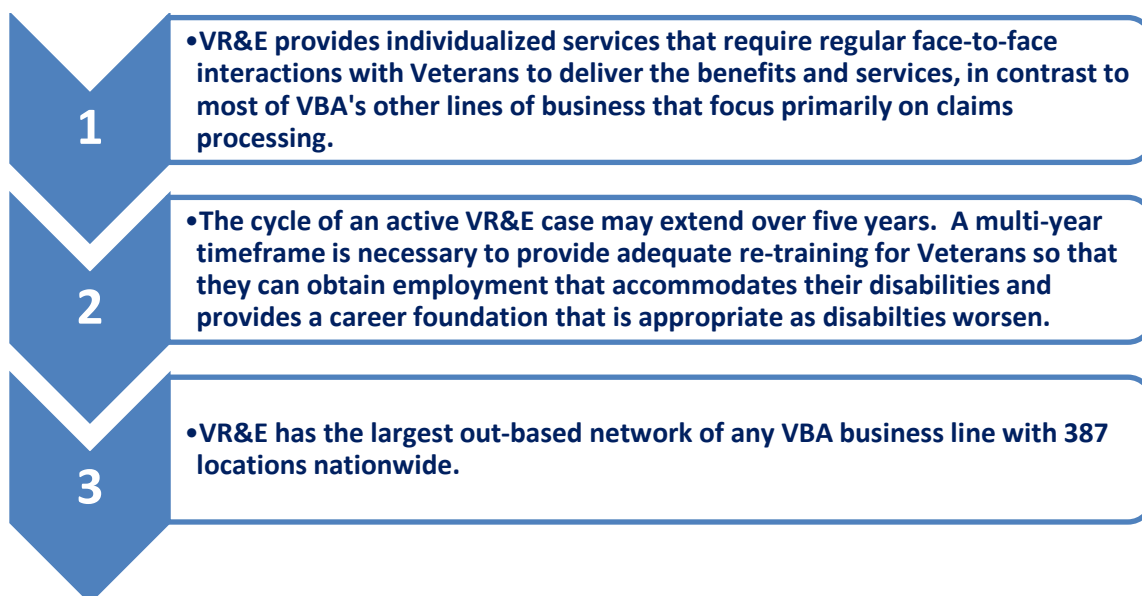 1
•VR&E provides individualized services that require regular face-to-face
interactions with Veterans to deliver the benefits and services, in contrast to
most of VBA's other lines of business that focus primarily on claims
processing.
2
•The cycle of an active VR&E case may extend over five years.  A multi-year
timeframe is necessary to provide adequate re-training for Veterans so that
they can obtain employment that accommodates their disabilities and
provides a career foundation that is appropriate as disabilties worsen.
3
•VR&E has the largest out-based network of any VBA business line with 387
locations nationwide.